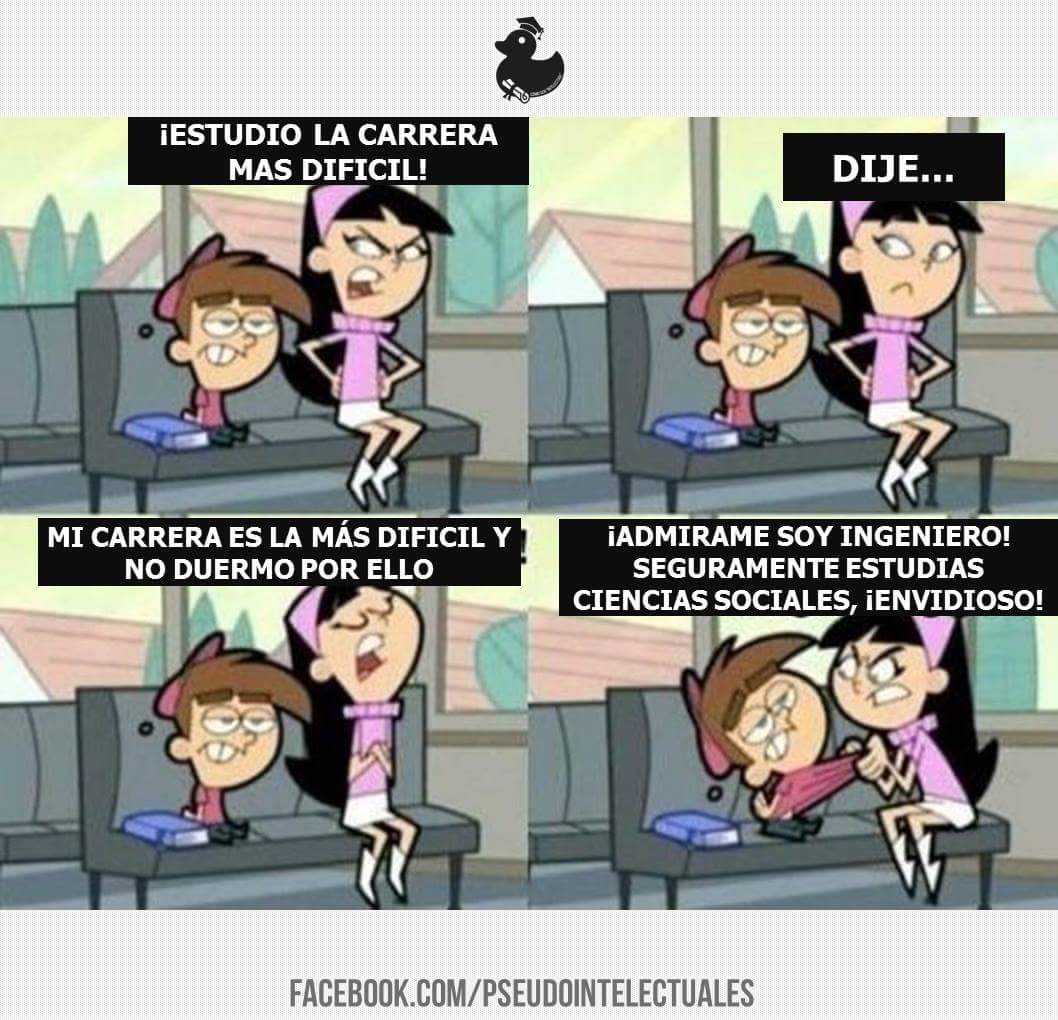 ¡ESTUDIO LA CARRERA
MAS DIFICIL!
DIJE...
MI CARRERA ES LA MÁS DIFICIL Y
NO DUERMO POR ELLO
¡ADMIRAME SOY INGENIERO!
SEGURAMENTE ESTUDIAS
CIENCIAS SOCIALES, ¡ENVIDIOSO!
FACEBOOK.COM/PSEUDOINTELECTUALES